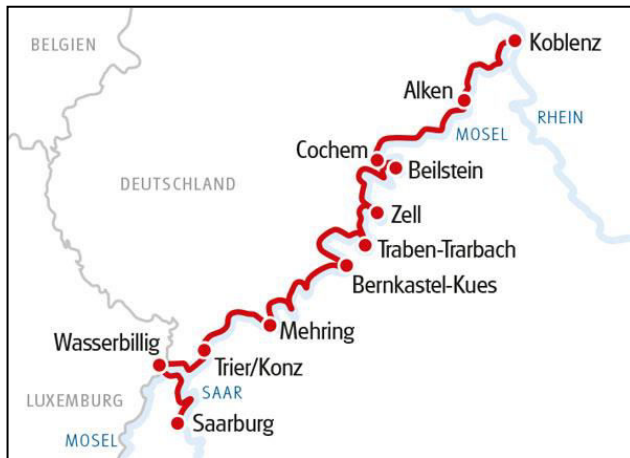 BELGIEN
Koblenz
Alken
RHEIN
MOSEL
Cochem
Beilstein
DEUTSCHLAND
Zell
Traben-Trarbach
Bernkastel-Kues
Mehring
Wasserbillig
Trier/Konz
LUXEMBURG
SAAR
Saarburg
MOSEL